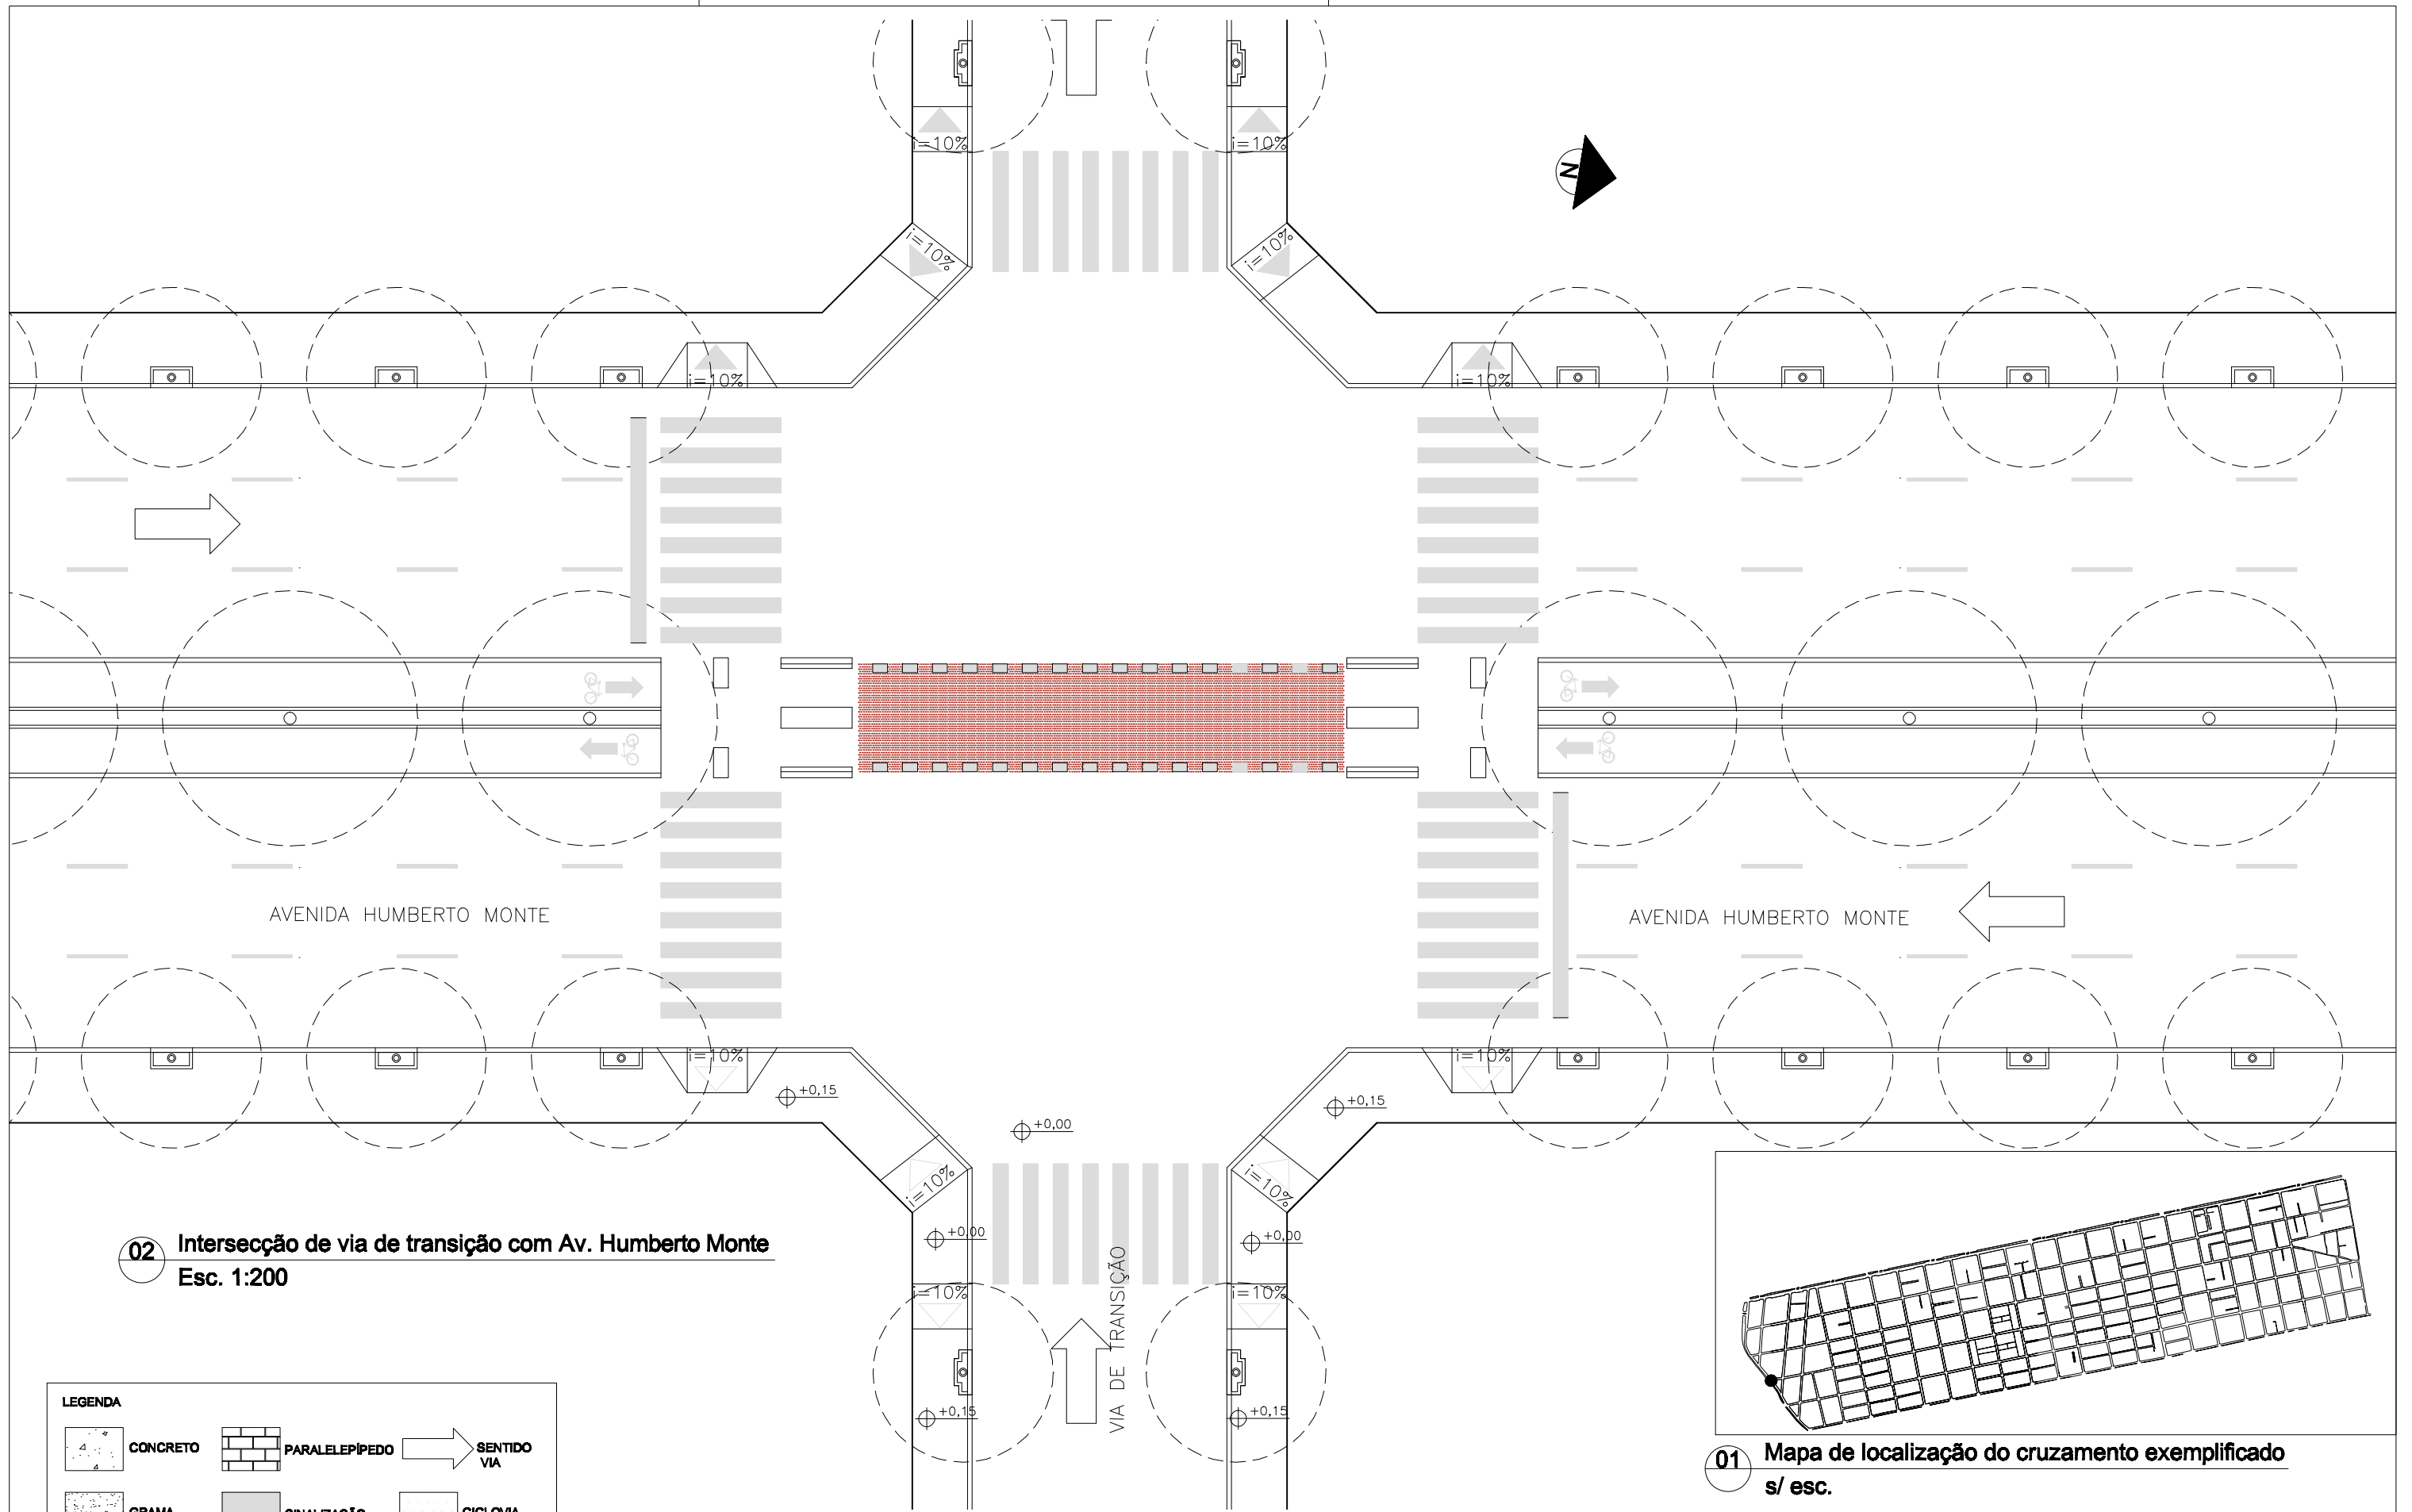 i=10%
i=10%
N
i=10%
i=10%
i=10%
i=10%
AVENIDA HUMBERTO MONTE
AVENIDA HUMBERTO MONTE
i=10%
i=10%
+0,15
+0,15
+0,00
i=10%
i=10%
+0,00
+0,00
02
Intersecção de via de transição com Av. Humberto Monte
Esc. 1:200
i=10%
i=10%
VIA DE TRANSIÇÃO
+0,15
+0,15
LEGENDA
CONCRETO
PARALELEPÍPEDO
SENTIDO
VIA
GRAMA
SINALIZAÇÃO
CICLOVIA
01
Mapa de localização do cruzamento exemplificado
s/ esc.